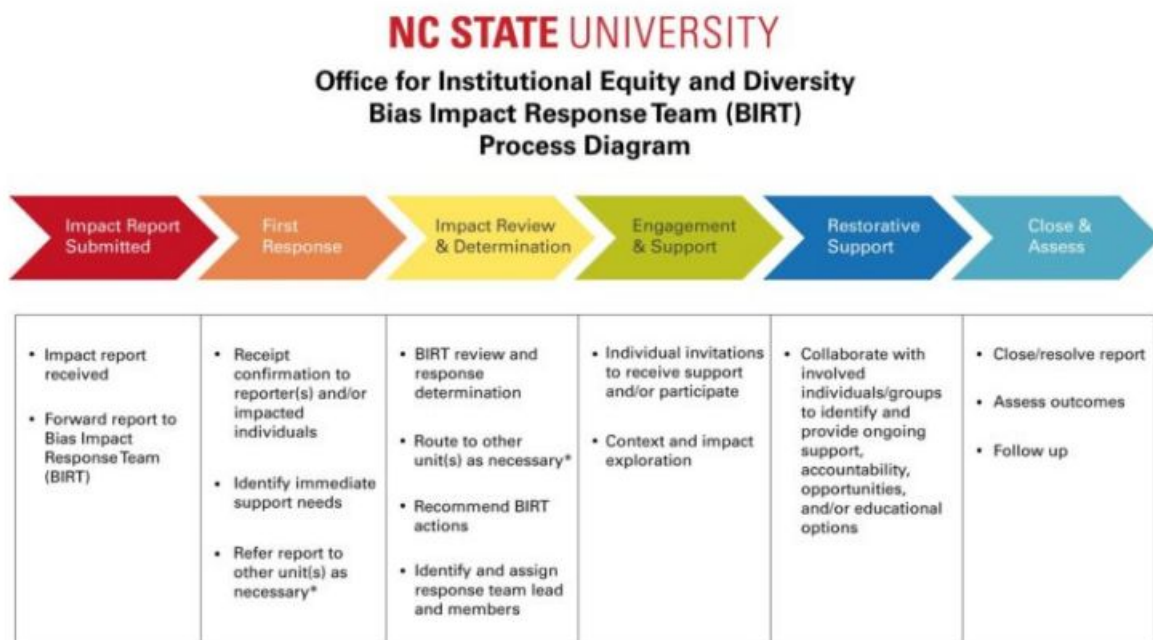 NC STATE UNIVERSITY
Office for Institutional Equity and Diversity
Bias Impact Response Team (BIRT)
Process Diagram
Impact Report
Submitted
First
Response
Impact Review
& Determination
Engagement
& Support
Restorative
Support
Close &
Assess
• Impact report
received
• Forward report to
Bias Impact
Response Team
(BIRT)
• Receipt
confirmation to
reporter(s) and/or
impacted
individuals
• Identify immediate
support needs
• Refer report to
other unit(s) as
necessary*
• BIRT review and
response
determination
• Route to other
unit(s) as necessary*
• Recommend BIRT
actions
• Identify and assign
response team lead
and members
• Individual invitations
to receive support
and/or participate
• Context and impact
exploration
• Collaborate with
involved
individuals/groups
to identify and
provide ongoing
support,
accountability,
opportunities,
and/or educational
options
• Close/resolve report
• Assess outcomes
• Follow up